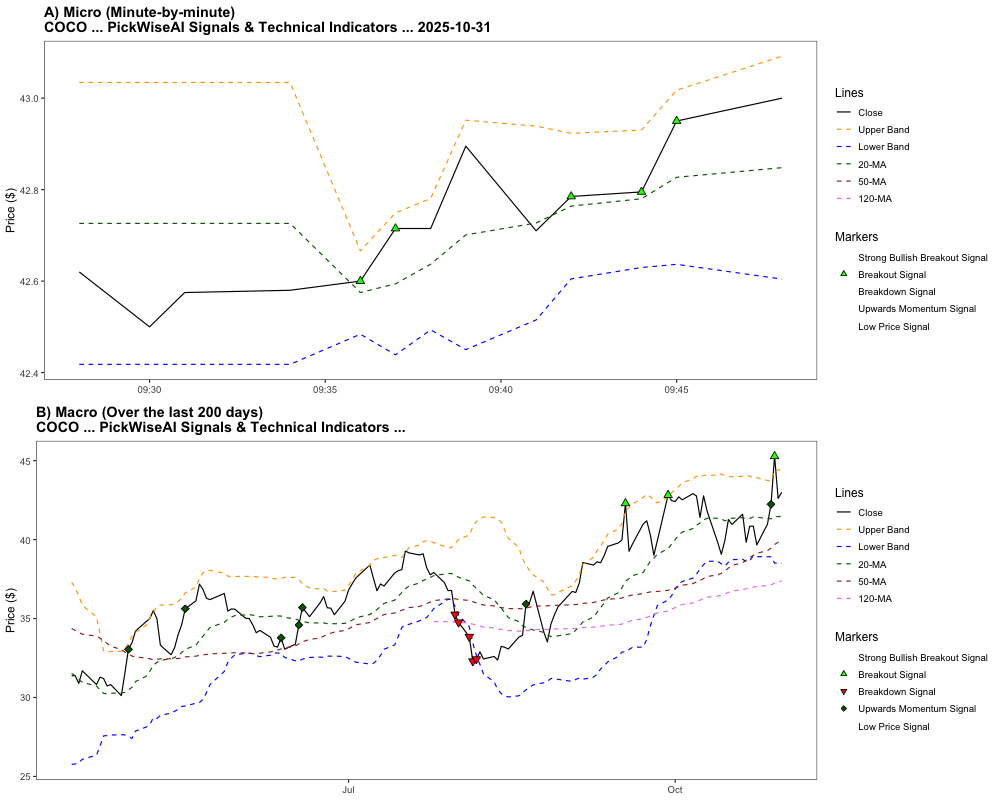 A) Micro (Minute-by-minute)
COCO ... PickWiseAI Signals & Technical Indicators ... 2025-10-31
Price ($)
43.0
42.8
42.6
42.4
09:30
09:35
09:40
09:45
Lines
Close
Upper Band
Lower Band
20-MA
50-MA
120-MA
Markers
Strong Bullish Breakout Signal
Breakout Signal
Breakdown Signal
Upwards Momentum Signal
Low Price Signal
B) Macro (Over the last 200 days)
COCO ... PickWiseAI Signals & Technical Indicators ...
Price ($)
45
40
35
30
25
Jul
Oct
Lines
Close
Upper Band
Lower Band
20-MA
50-MA
120-MA
Markers
Strong Bullish Breakout Signal
Breakout Signal
Breakdown Signal
Upwards Momentum Signal
Low Price Signal